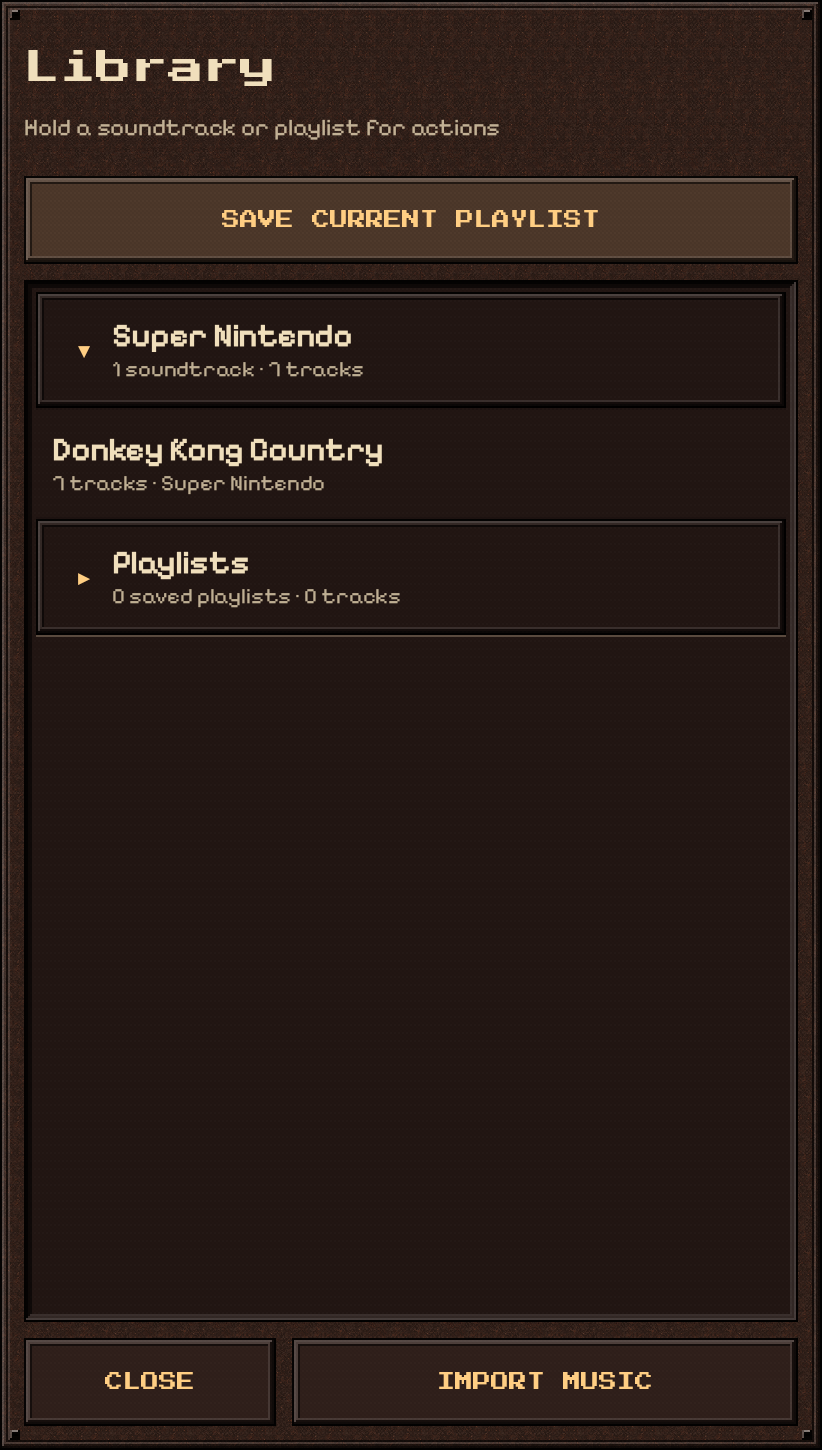 Library
Hold a soundtrack or playlist for actions
SAVE CURRENT PLAYLIST
▼ Super Nintendo
1 soundtrack · 7 tracks
Donkey Kong Country
7 tracks · Super Nintendo
► Playlists
0 saved playlists · 0 tracks
CLOSE
IMPORT MUSIC